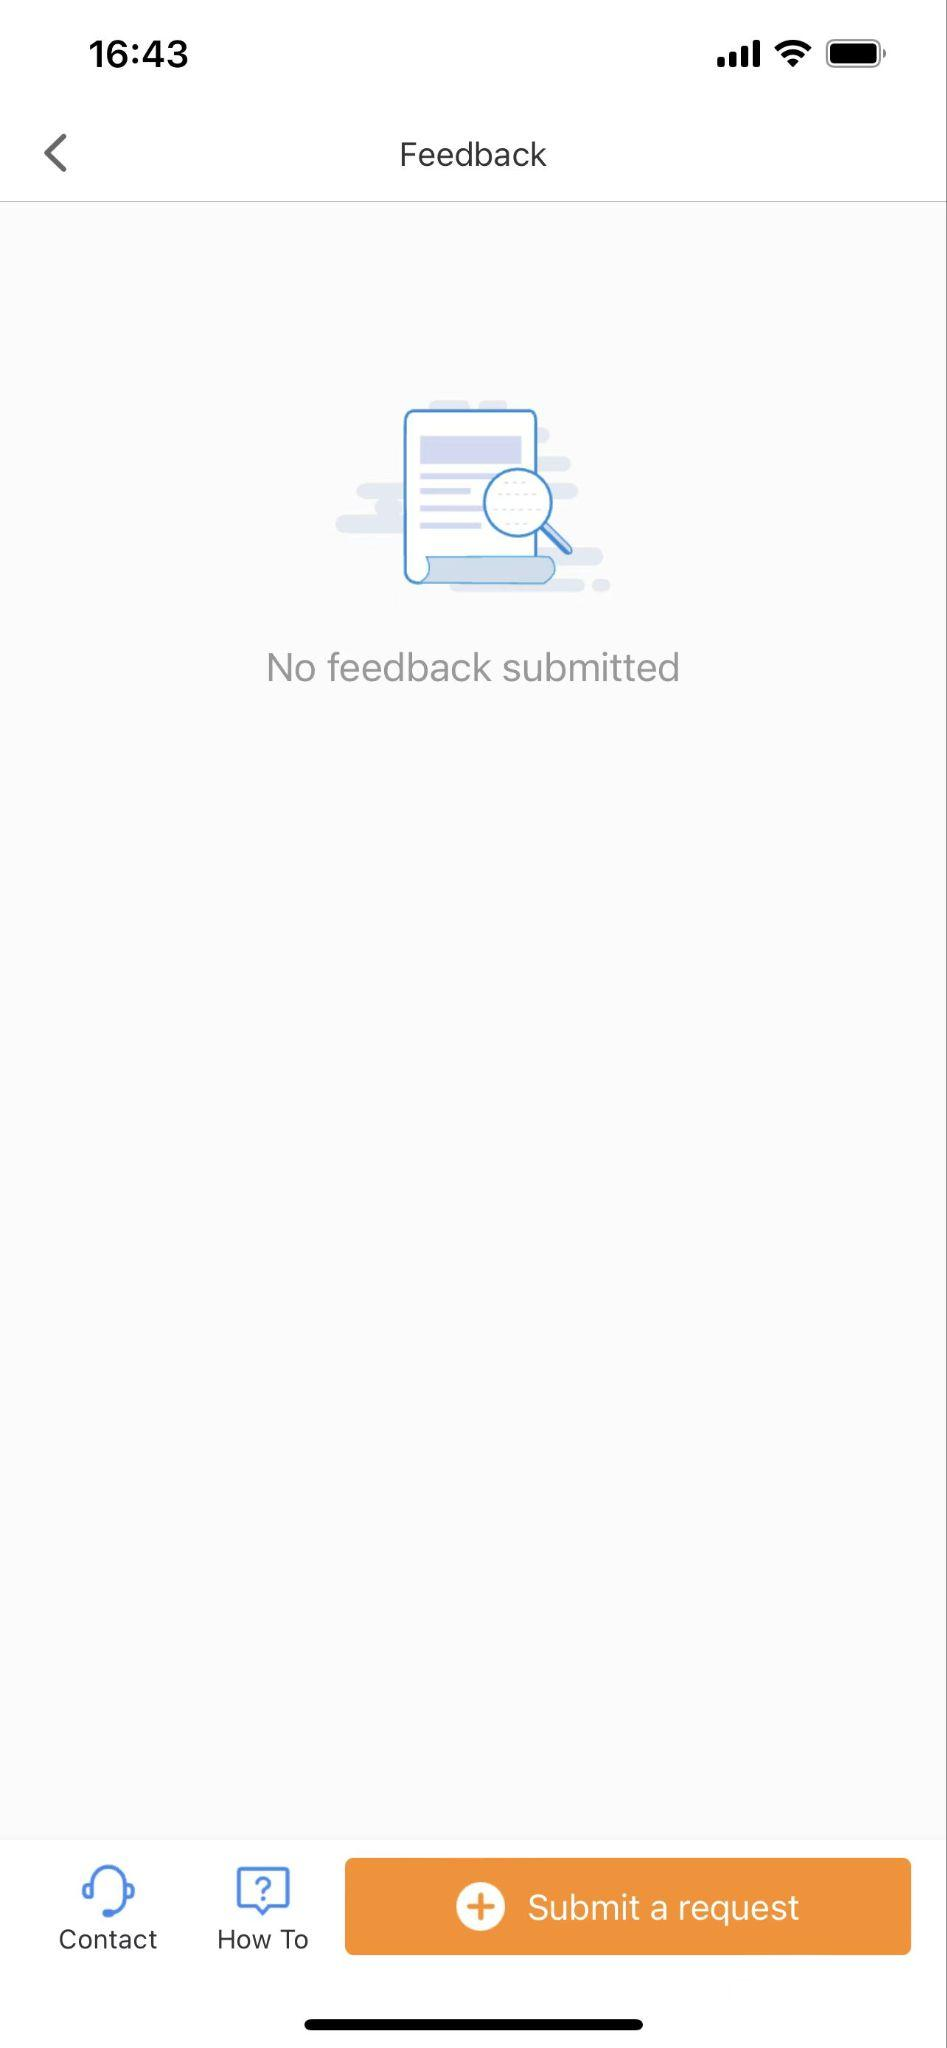 16:43
Feedback
No feedback submitted
Contact
How To
Submit a request